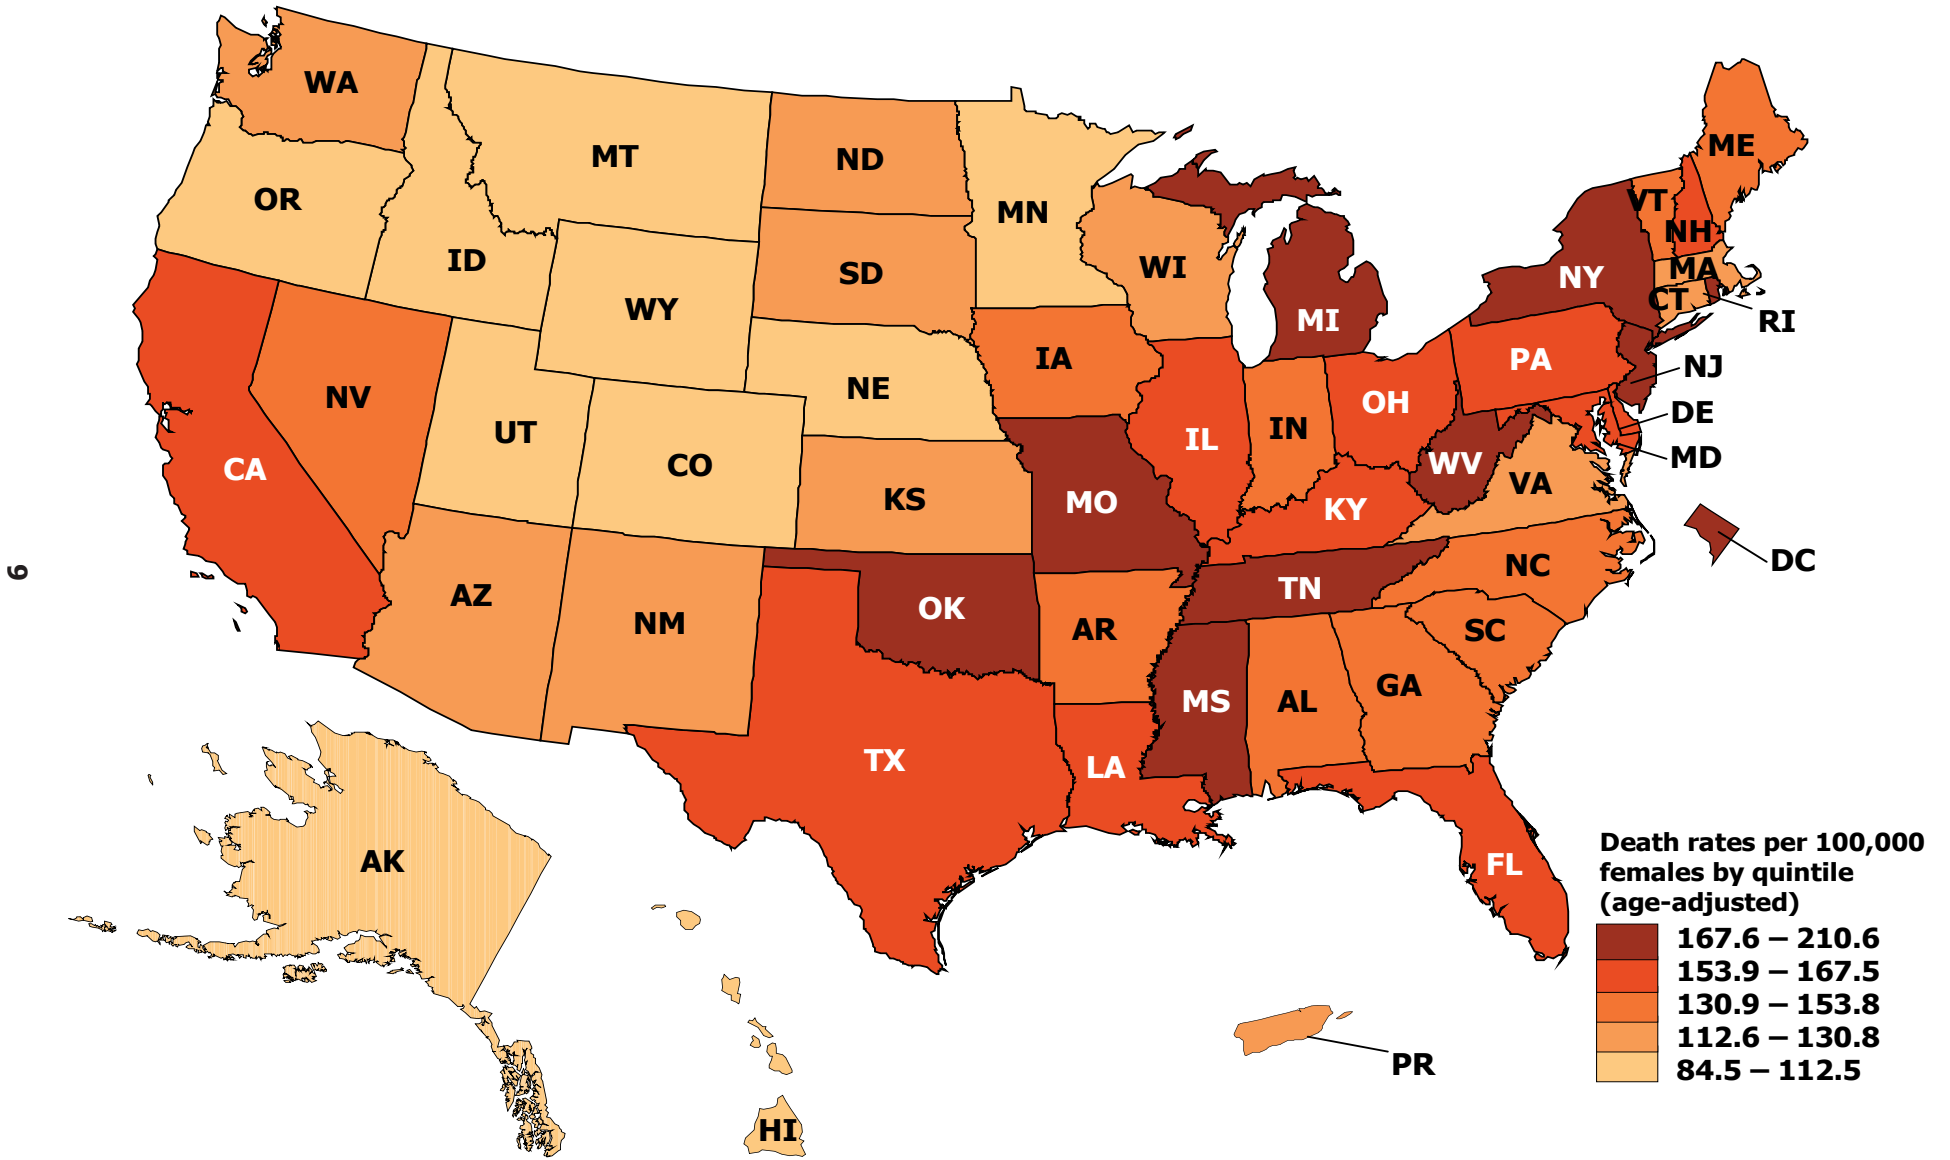 WA
MT
ND
MN
ME
OR
ID
SD
WI
VT
NH
WY
MI
NY
MA
CT
RI
NV
UT
NE
IA
PA
NJ
CO
IL
IN
OH
DE
CA
KS
MO
WV
MD
KY
VA
AZ
NM
OK
AR
TN
NC
DC
SC
TX
LA
MS
AL
GA
AK
FL
HI
PR
Death rates per 100,000
females by quintile
(age-adjusted)
167.6 – 210.6
153.9 – 167.5
130.9 – 153.8
112.6 – 130.8
84.5 – 112.5
9